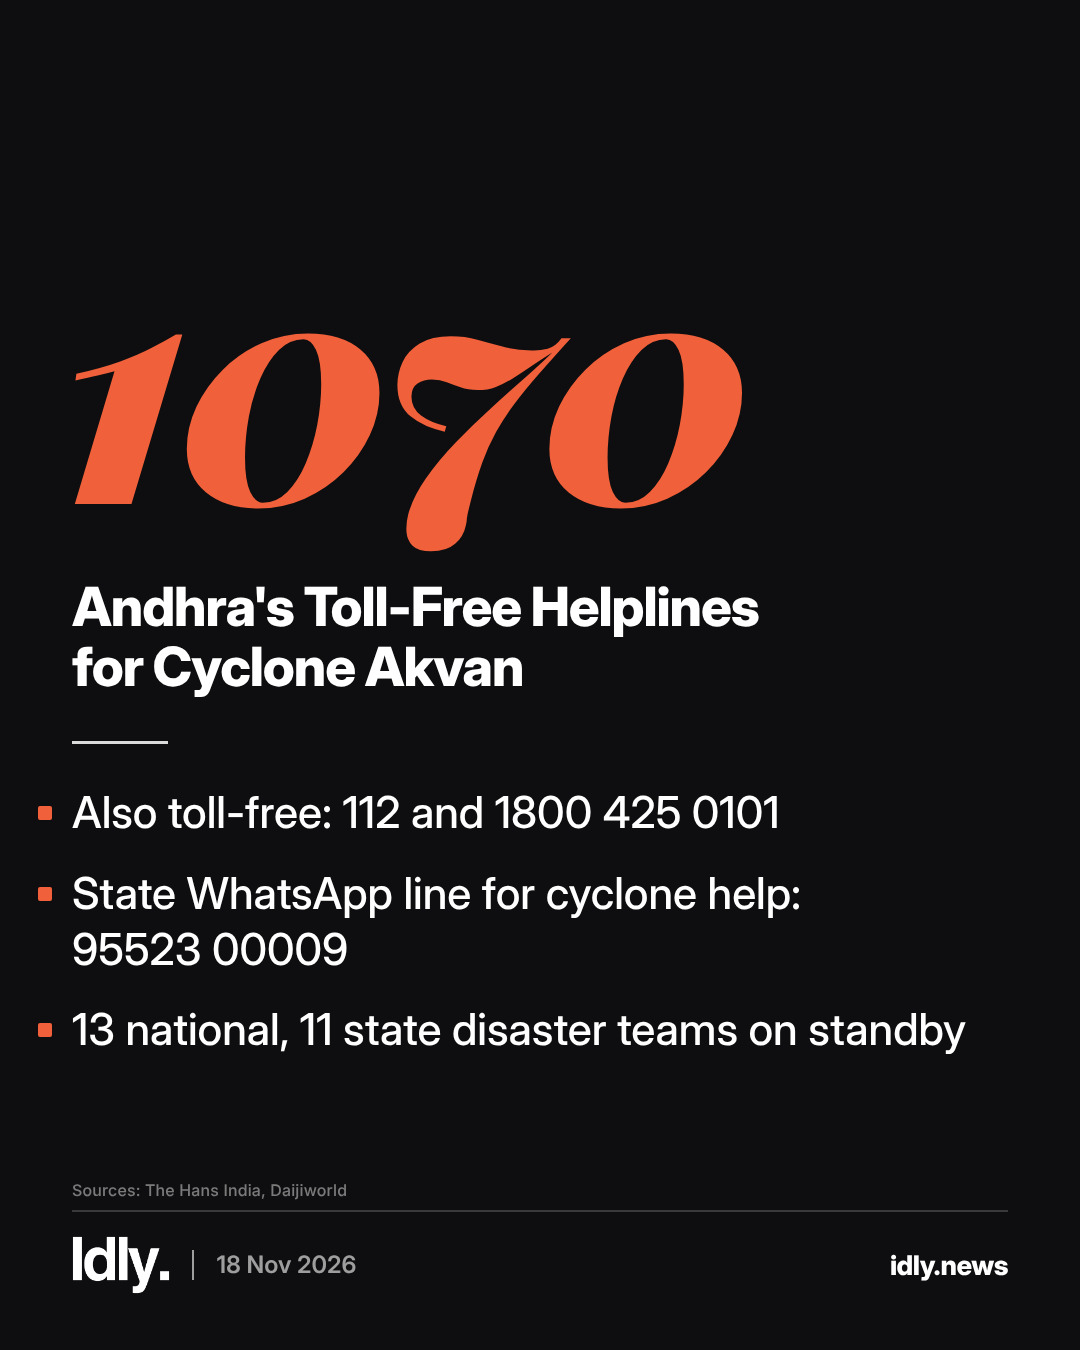 1070
Andhra's Toll-Free Helplines
for Cyclone Akvan
Also toll-free: 112 and 1800 425 0101
State WhatsApp line for cyclone help:
95523 00009
13 national, 11 state disaster teams on standby
Sources: The Hans India, Daijiworld
Idly. | 18 Nov 2026
idly.news